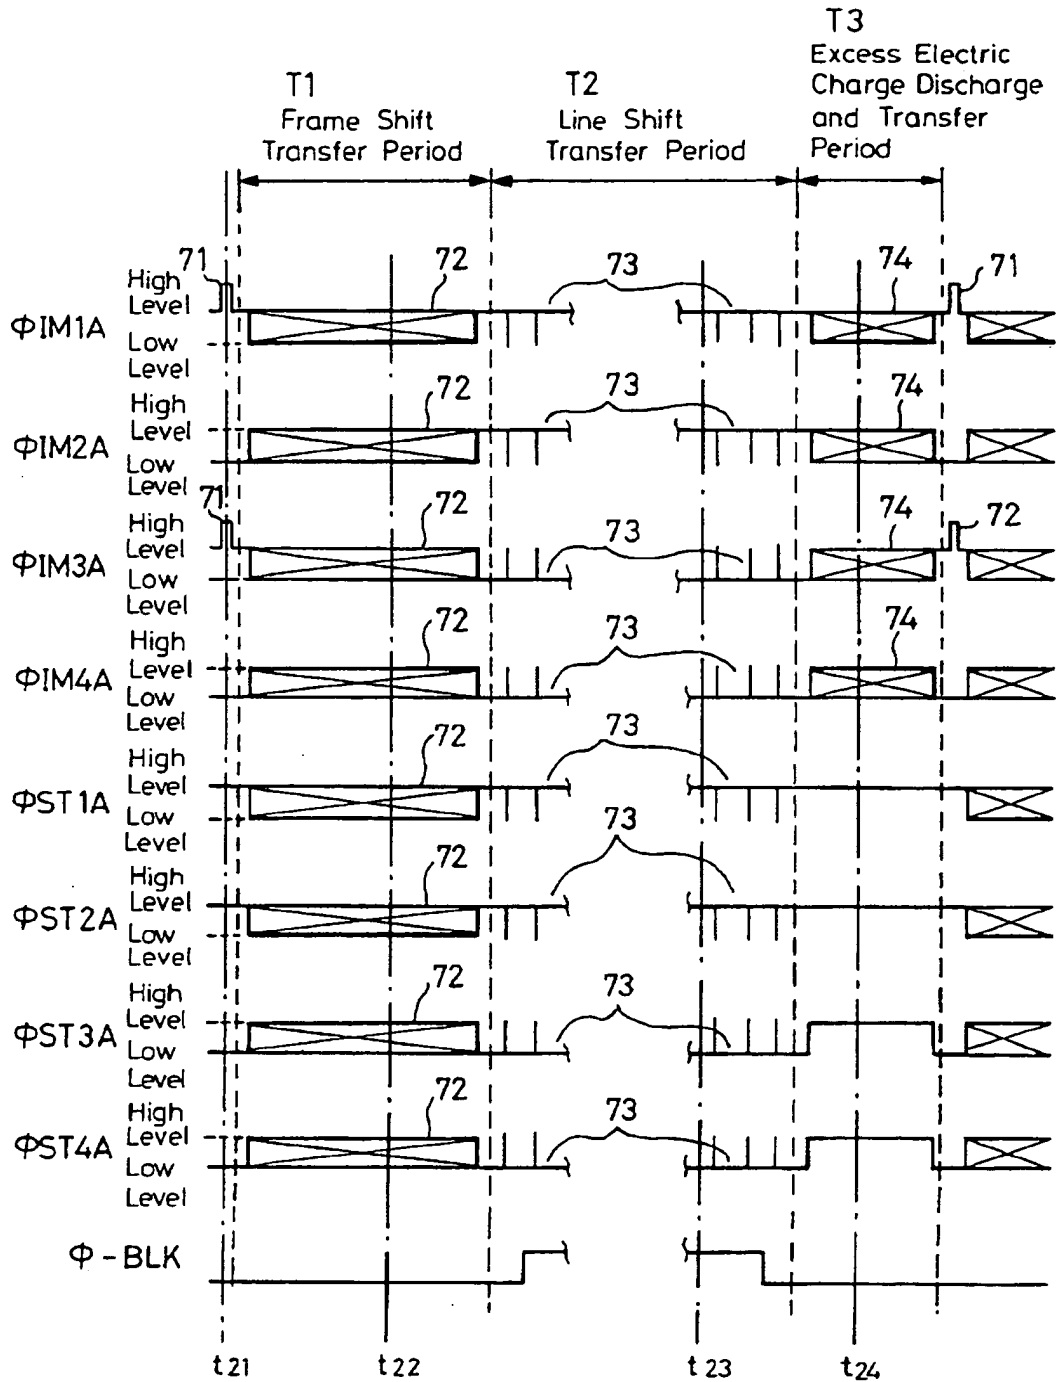 T3
Excess Electric
Charge Discharge
and Transfer
Period
T1
Frame Shift
Transfer Period
T2
Line Shift
Transfer Period
ΦIM1A
High
Level
Low
Level
71
72
73
74
71
ΦIM2A
High
Level
Low
Level
72
73
74
ΦIM3A
High
Level
Low
Level
71
72
73
74
72
ΦIM4A
High
Level
Low
Level
72
73
74
ΦST1A
High
Level
Low
Level
72
73
ΦST2A
High
Level
Low
Level
72
73
ΦST3A
High
Level
Low
Level
72
73
ΦST4A
High
Level
Low
Level
72
73
Φ-BLK
t21 t22 t23 t24